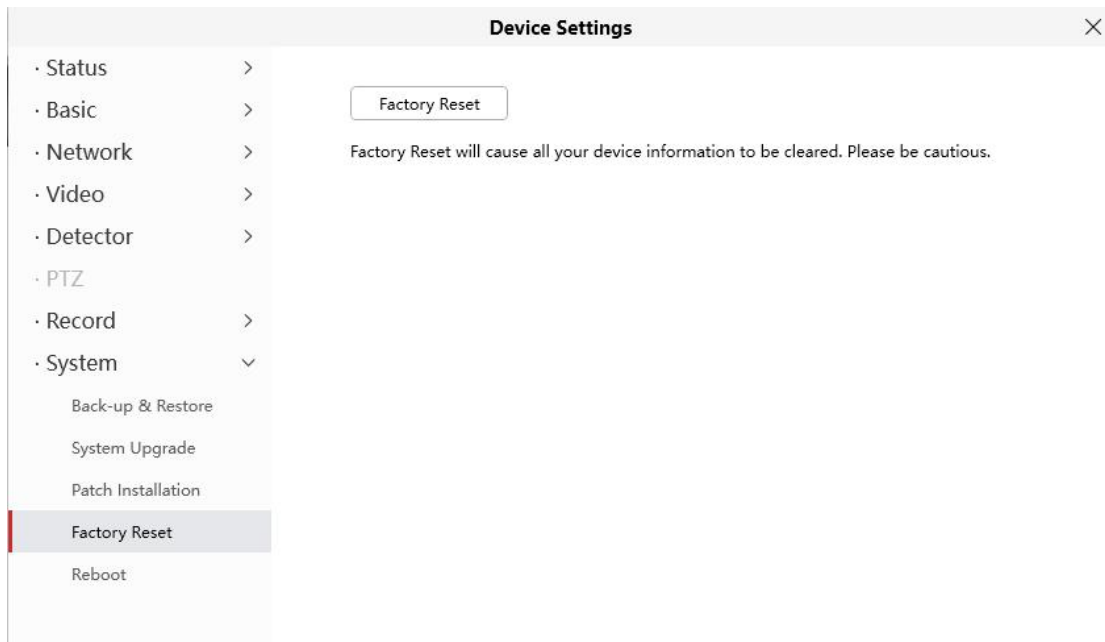 Device Settings
· Status
· Basic
· Network
· Video
· Detector
· PTZ
· Record
· System
Back-up & Restore
System Upgrade
Patch Installation
Factory Reset
Reboot
Factory Reset
Factory Reset will cause all your device information to be cleared. Please be cautious.